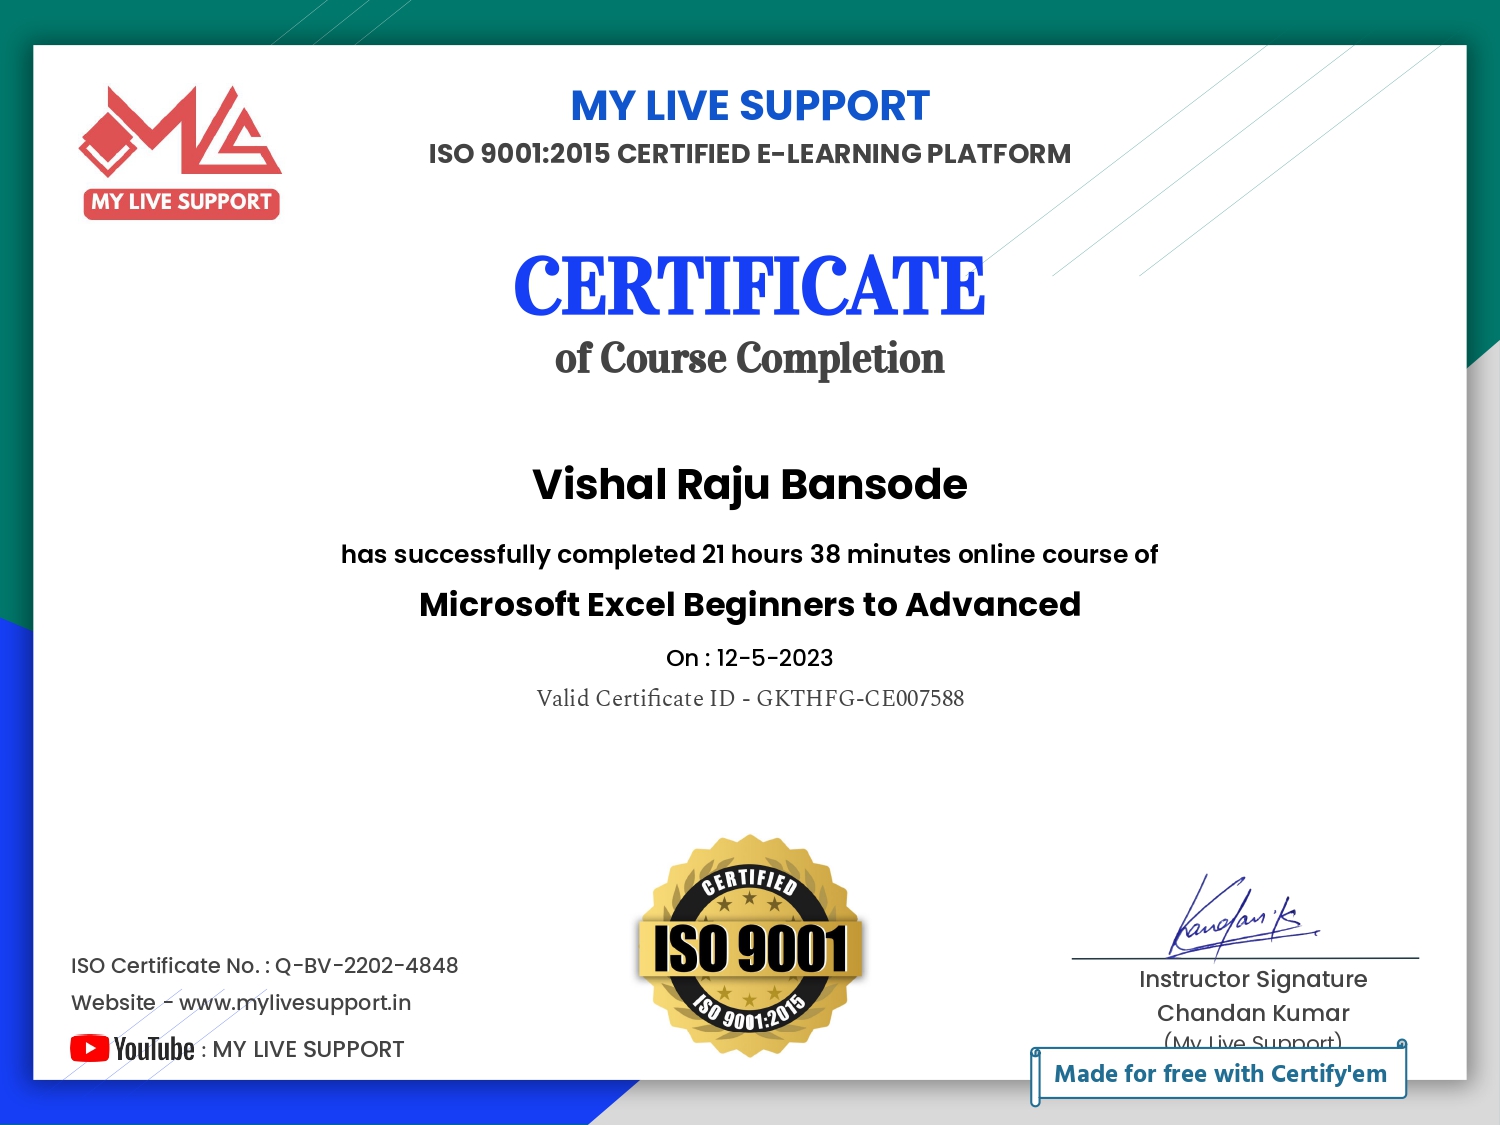 MY LIVE SUPPORT
MY LIVE SUPPORT
ISO 9001:2015 CERTIFIED E-LEARNING PLATFORM
CERTIFICATE
of Course Completion
Vishal Raju Bansode
has successfully completed 21 hours 38 minutes online course of
Microsoft Excel Beginners to Advanced
On : 12-5-2023
Valid Certificate ID - GKTHFG-CE007588
CERTIFIED
ISO 9001
ISO 9001:2015
ISO Certificate No. : Q-BV-2202-4848
Website - www.mylivesupport.in
YouTube : MY LIVE SUPPORT
Instructor Signature
Chandan Kumar
(My Live Support)
Made for free with Certify'em